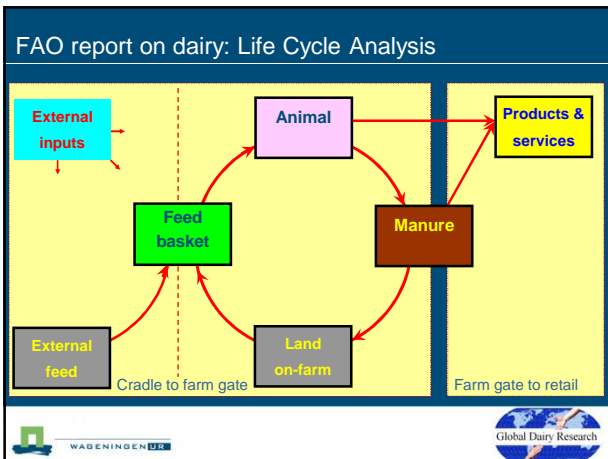 FAO report on dairy: Life Cycle Analysis
External
inputs
Animal
Products &
services
Feed
basket
Manure
External
feed
Land
on-farm
Cradle to farm gate
Farm gate to retail
WAGENINGEN UR
Global Dairy Research